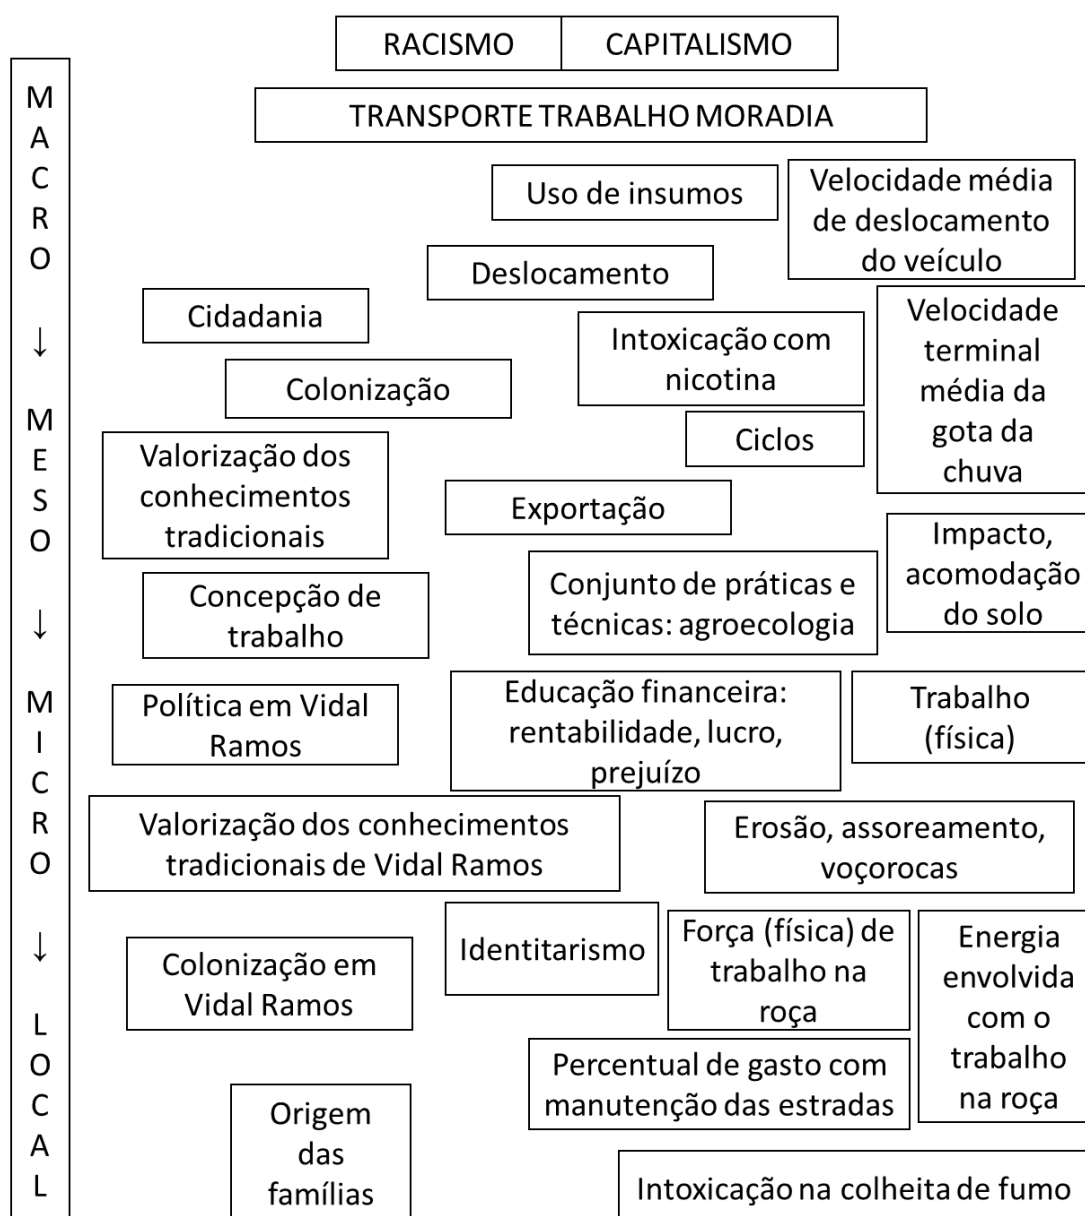 RACISMO
CAPITALISMO
MACRO
↓
MESO
↓
MICRO
↓
LOCAL
TRANSPORTE TRABALHO MORADIA
Uso de insumos
Velocidade média
de deslocamento
do veículo
Deslocamento
Cidadania
Velocidade
terminal
média da
gota da
chuva
Intoxicação com
nicotina
Colonização
Ciclos
Valorização dos
conhecimentos
tradicionais
Exportação
Impacto,
acomodação
do solo
Conjunto de práticas e
técnicas: agroecologia
Concepção de
trabalho
Política em Vidal
Ramos
Educação financeira:
rentabilidade, lucro,
prejuízo
Trabalho
(física)
Valorização dos conhecimentos
tradicionais de Vidal Ramos
Erosão, assoreamento,
voçorocas
Identitarismo
Força (física) de
trabalho na
roça
Energia
envolvida
com o
trabalho
na roça
Colonização em
Vidal Ramos
Percentual de gasto com
manutenção das estradas
Origem
das
famílias
Intoxicação na colheita de fumo